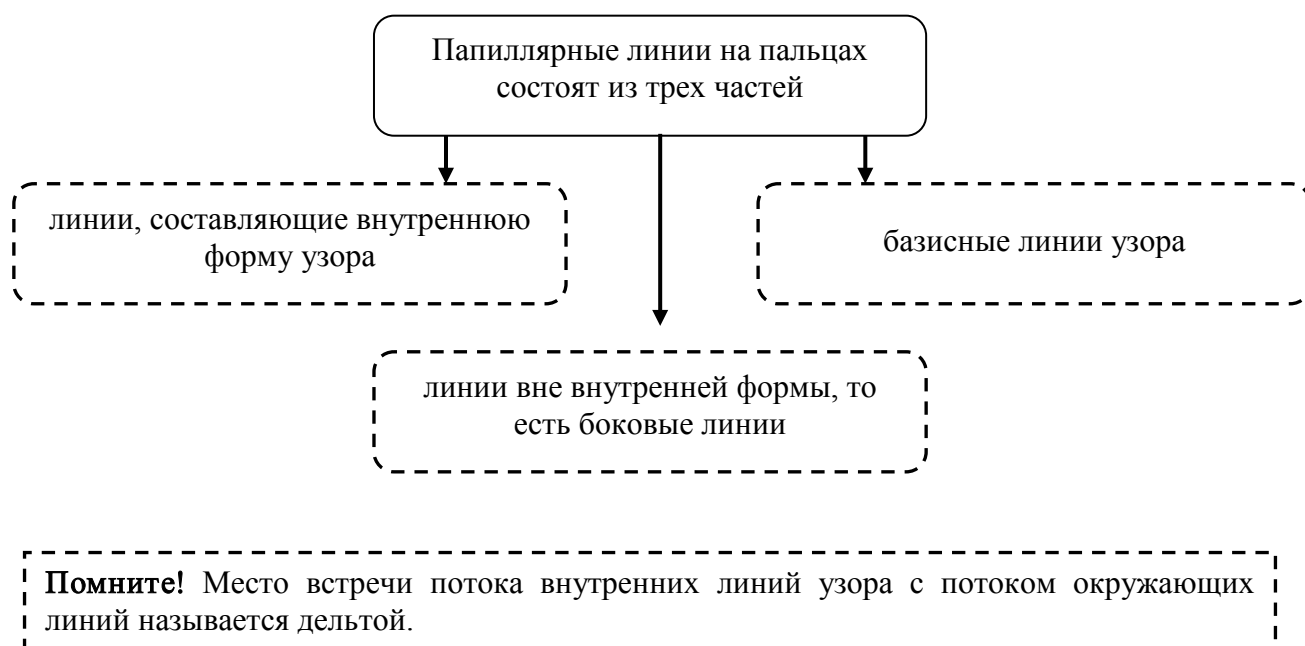 Папиллярные линии на пальцах
состоят из трех частей
линии, составляющие внутреннюю
форму узора
базисные линии узора
линии вне внутренней формы, то
есть боковые линии
Помните! Место встречи потока внутренних линий узора с потоком окружающих
линий называется дельтой.